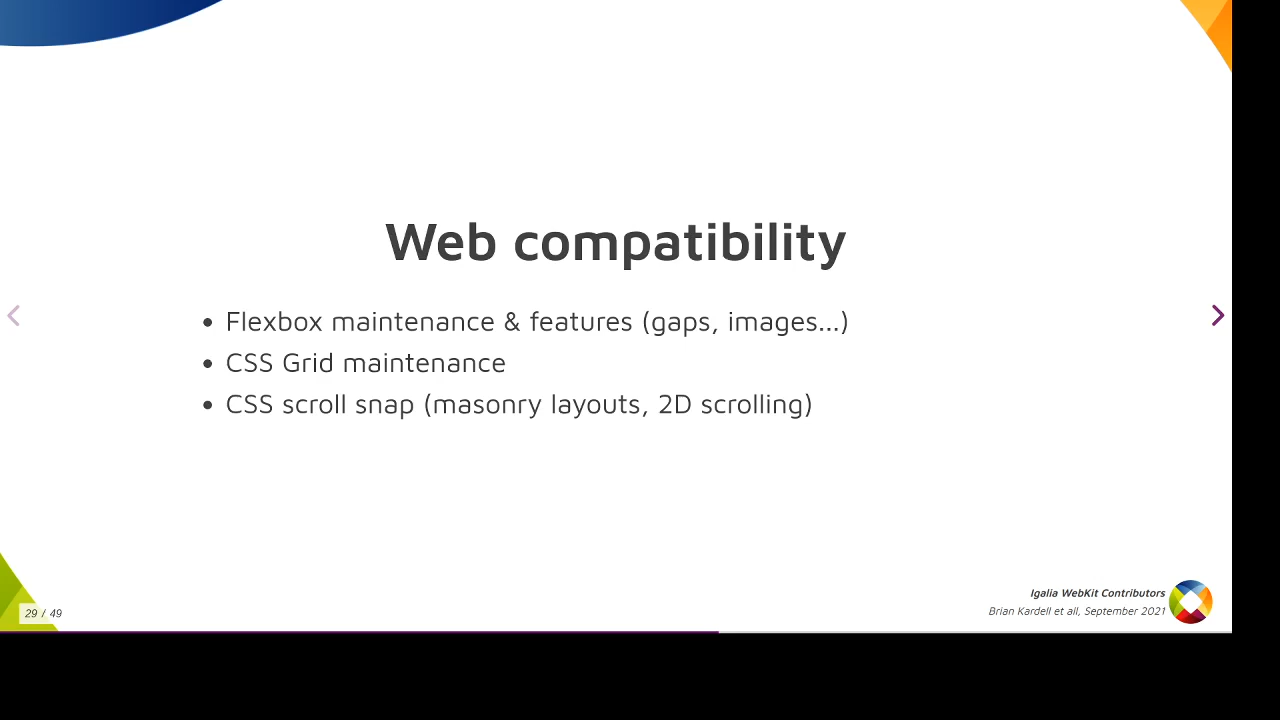 Web compatibility
• Flexbox maintenance & features (gaps, images...)
• CSS Grid maintenance
• CSS scroll snap (masonry layouts, 2D scrolling)
Igalia WebKit Contributors
Brian Kardell et all, September 2021
29 / 49